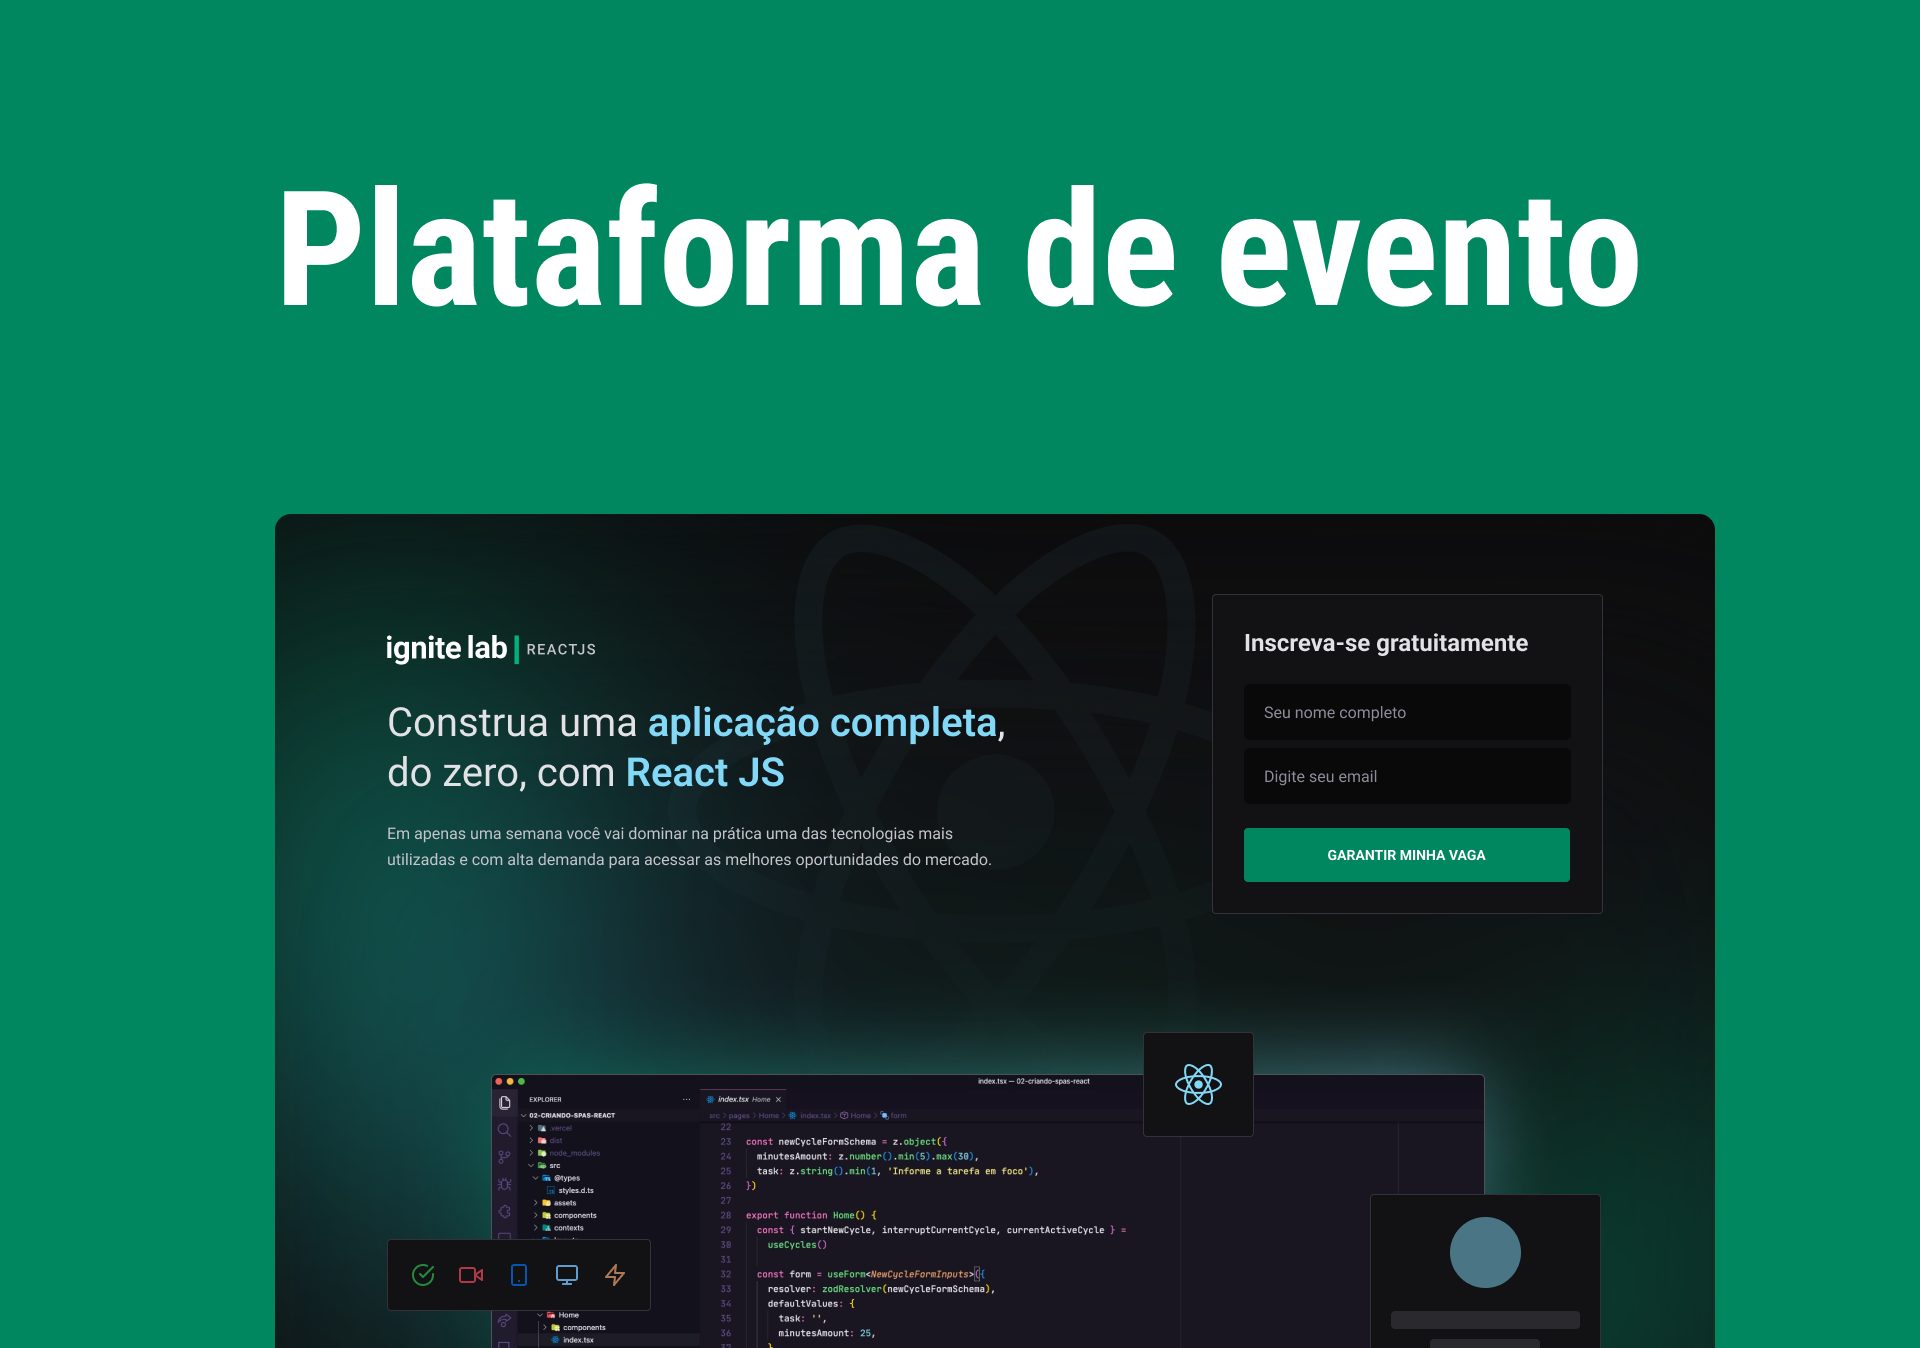 Plataforma de evento
ignite lab REACTJS
Construa uma aplicação completa,
do zero, com React JS
Em apenas uma semana você vai dominar na prática uma das tecnologias mais
utilizadas e com alta demanda para acessar as melhores oportunidades do mercado.
Inscreva-se gratuitamente
Seu nome completo
Digite seu email
GARANTIR MINHA VAGA
index.tsx — 02-criando-spas-react
EXPLORER
02-CRIANDO-SPAS-REACT
.vercel
dist
node_modules
src
@types
styles.d.ts
assets
components
contexts
Home
components
index.tsx
index.tsx Home
src > pages > Home > index.tsx > Home > form
22
23 const newCycleFormSchema = z.object({
24 minutesAmount: z.number().min(5).max(30),
25 task: z.string().min(1, 'Informe a tarefa em foco'),
26 })
27
28 export function Home() {
29 const { startNewCycle, interruptCurrentCycle, currentActiveCycle } =
30 useCycles()
31
32 const form = useForm<NewCycleFormInputs>({
33 resolver: zodResolver(newCycleFormSchema),
34 defaultValues: {
35 task: '',
36 minutesAmount: 25,